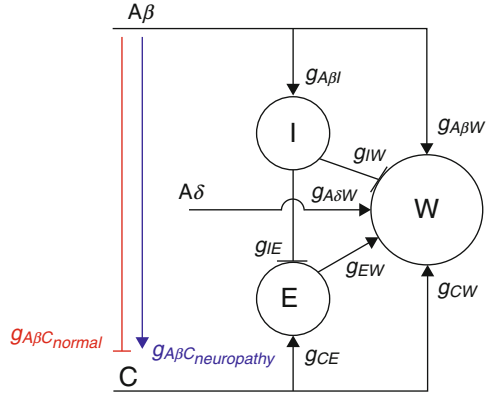 Aβ
gAβI
gAβW
I
gIW
Aδ
gAδW
W
gIE
gEW
E
gCW
gAβCnormal
gAβCneuropathy
gCE
C